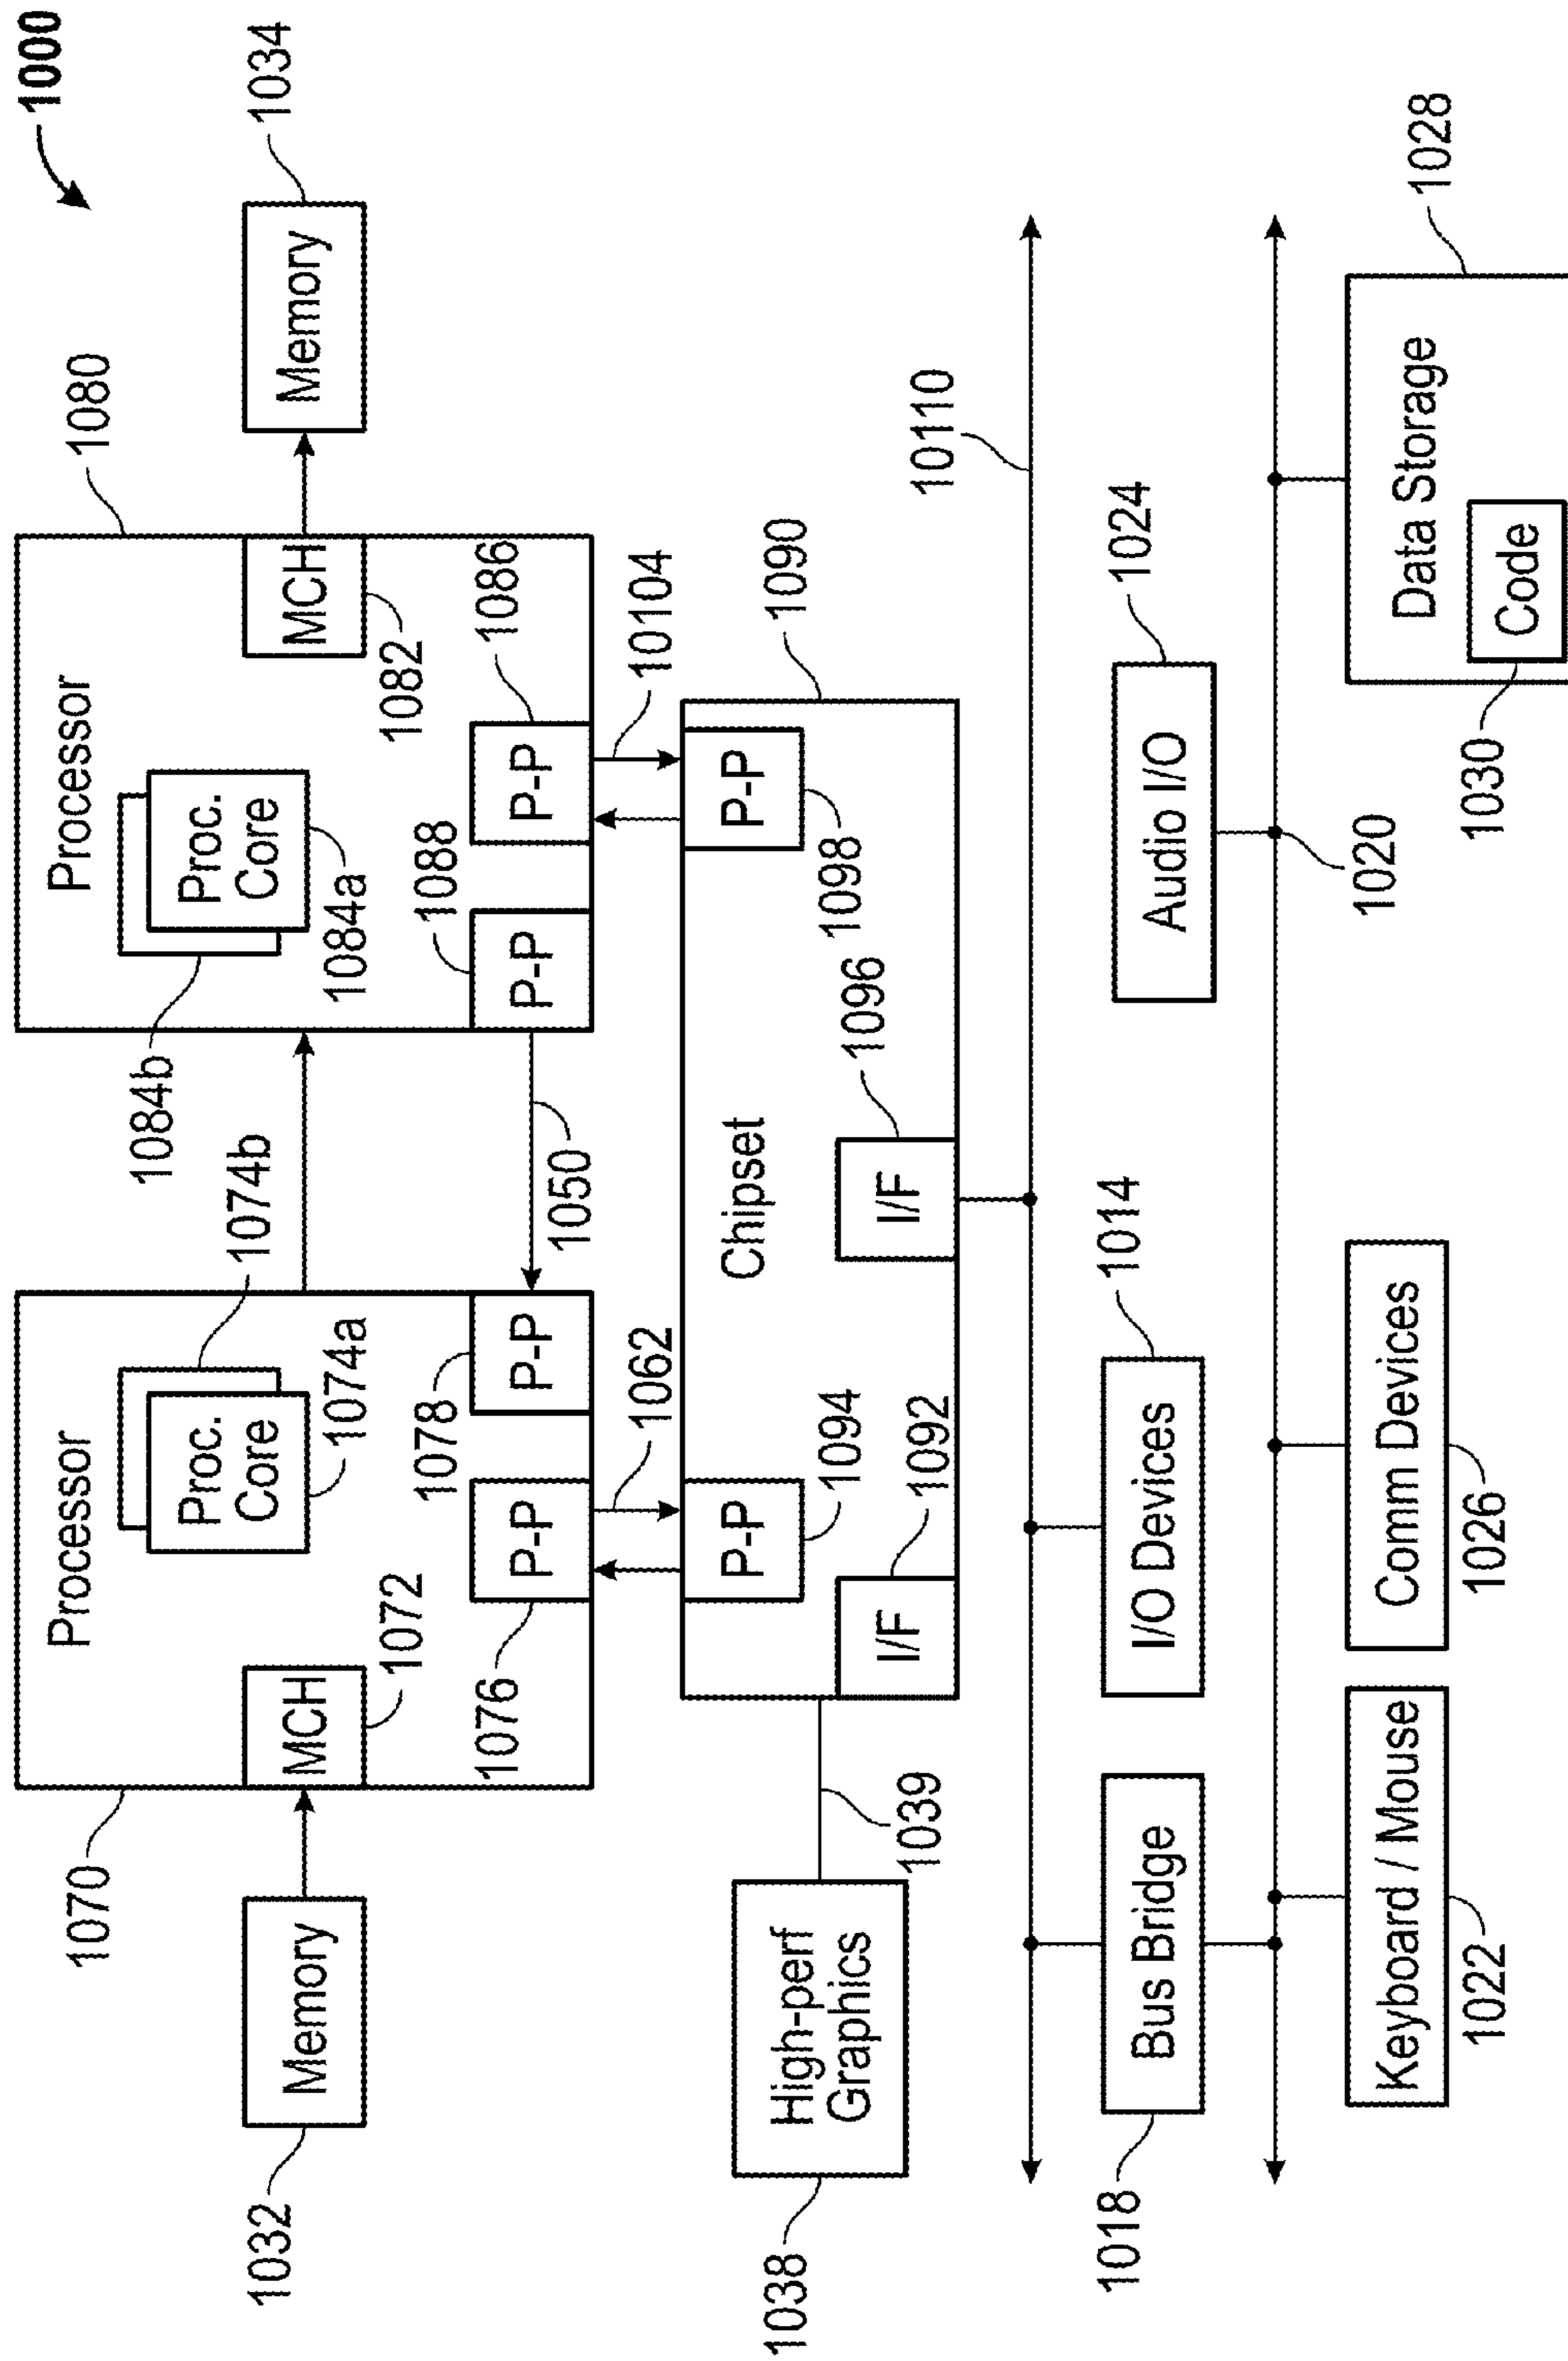 1000
1032
Memory
1070
Processor
MCH
1072
Proc.
Core
1074a
1074b
1076
P-P
1078
P-P
1050
1062
1080
Processor
Proc.
Core
1084a
1084b
MCH
1082
1088
P-P
P-P
1086
10104
Memory
1034
1038
High-perf
Graphics
1039
Chipset
1090
P-P
1094
I/F
1092
I/F
1096
P-P
1098
10110
1018
Bus Bridge
I/O Devices
1014
Audio I/O
1024
1020
Keyboard / Mouse
1022
Comm Devices
1026
Data Storage
1028
Code
1030